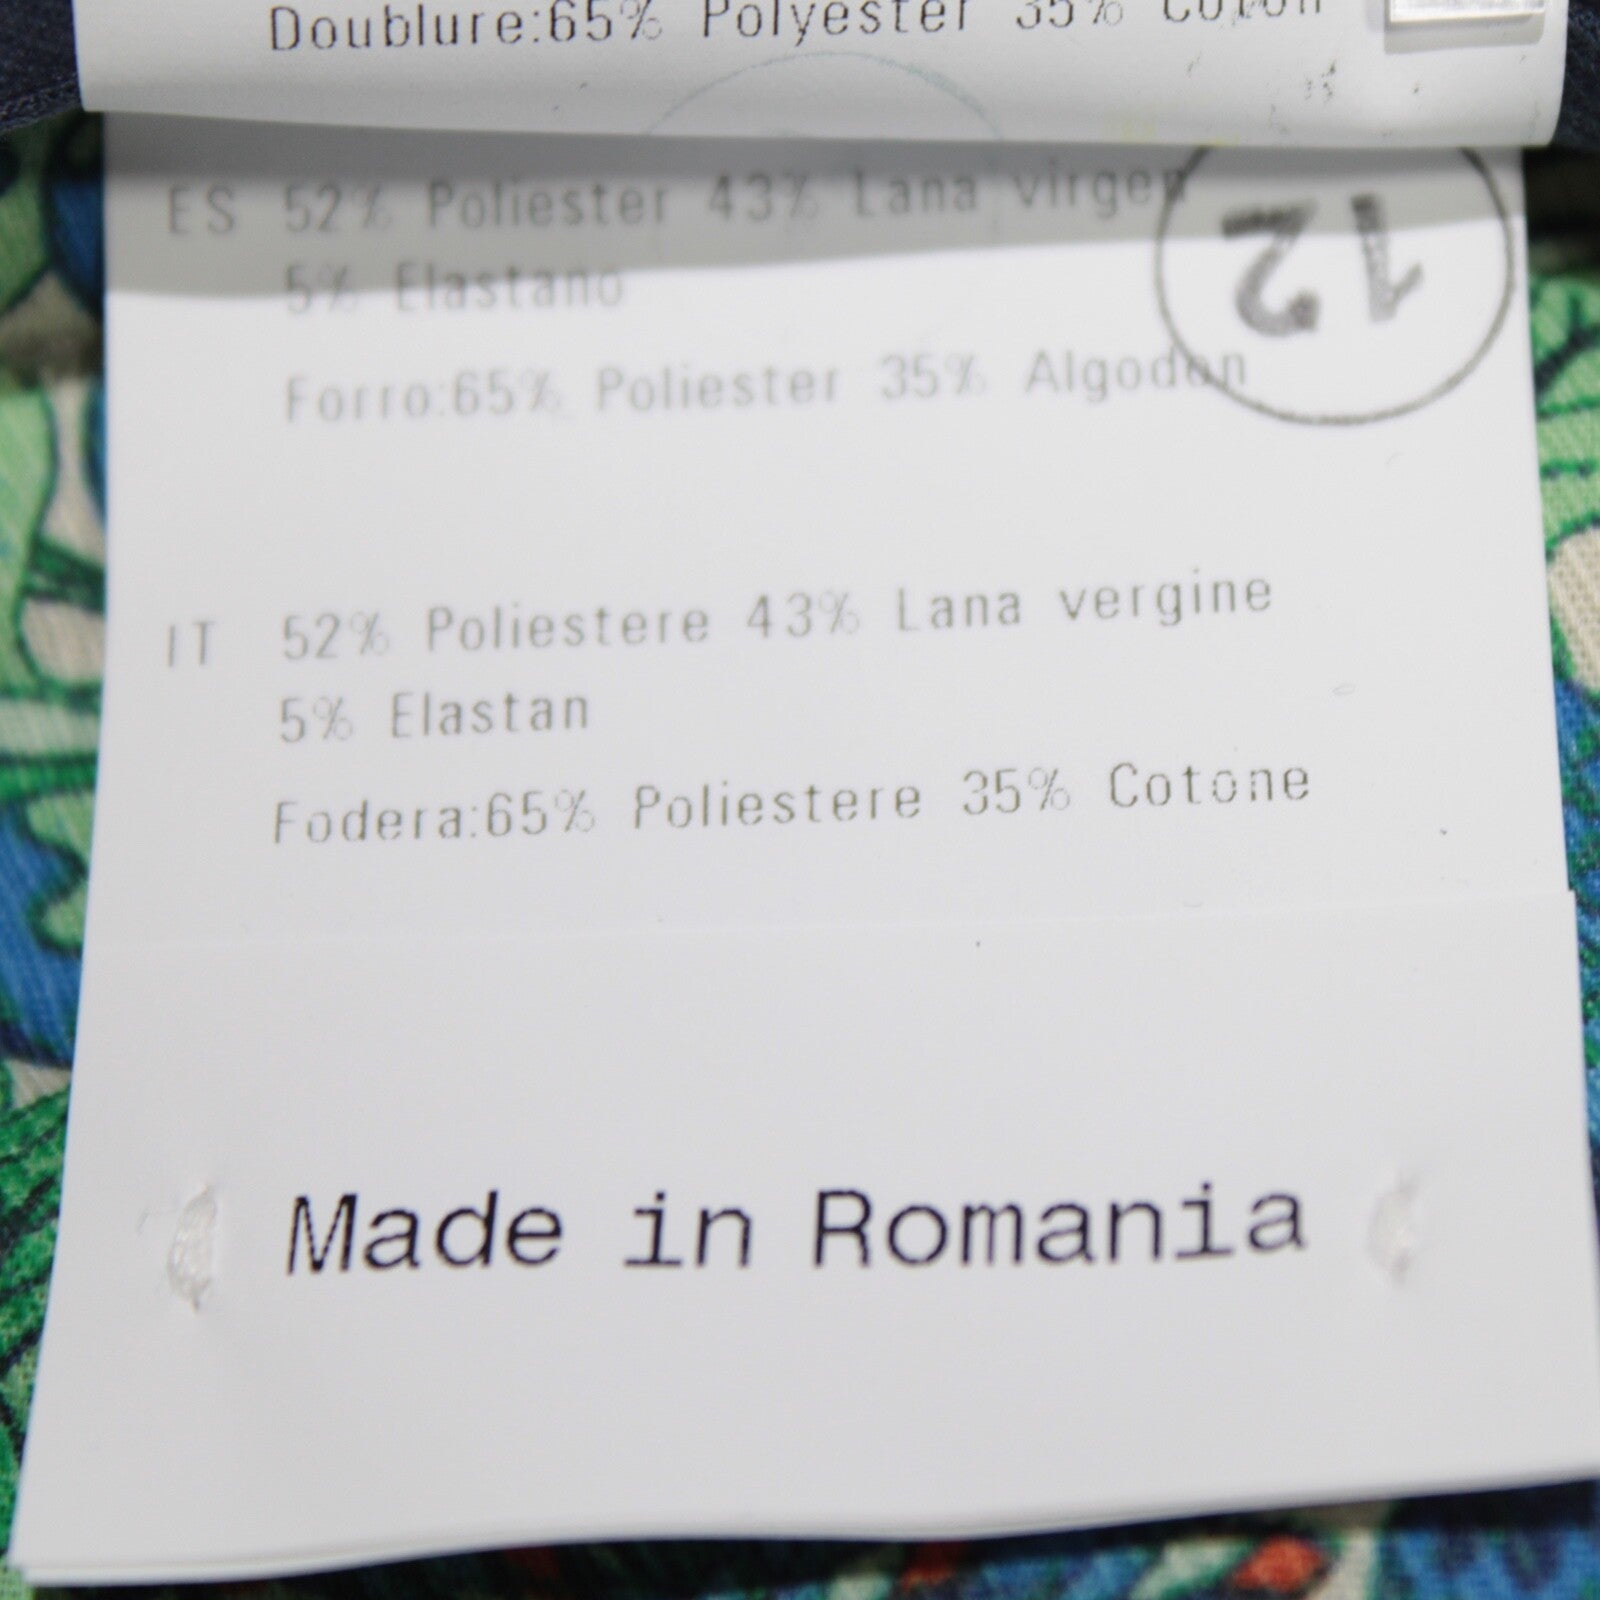 Doublure:65% Polyester 35% Coton
ES 52% Poliester 43% Lana virgen
5% Elastano
Forro:65% Poliester 35% Algodon
12
IT 52% Poliestere 43% Lana vergine
5% Elastan
Fodera:65% Poliestere 35% Cotone
Made in Romania